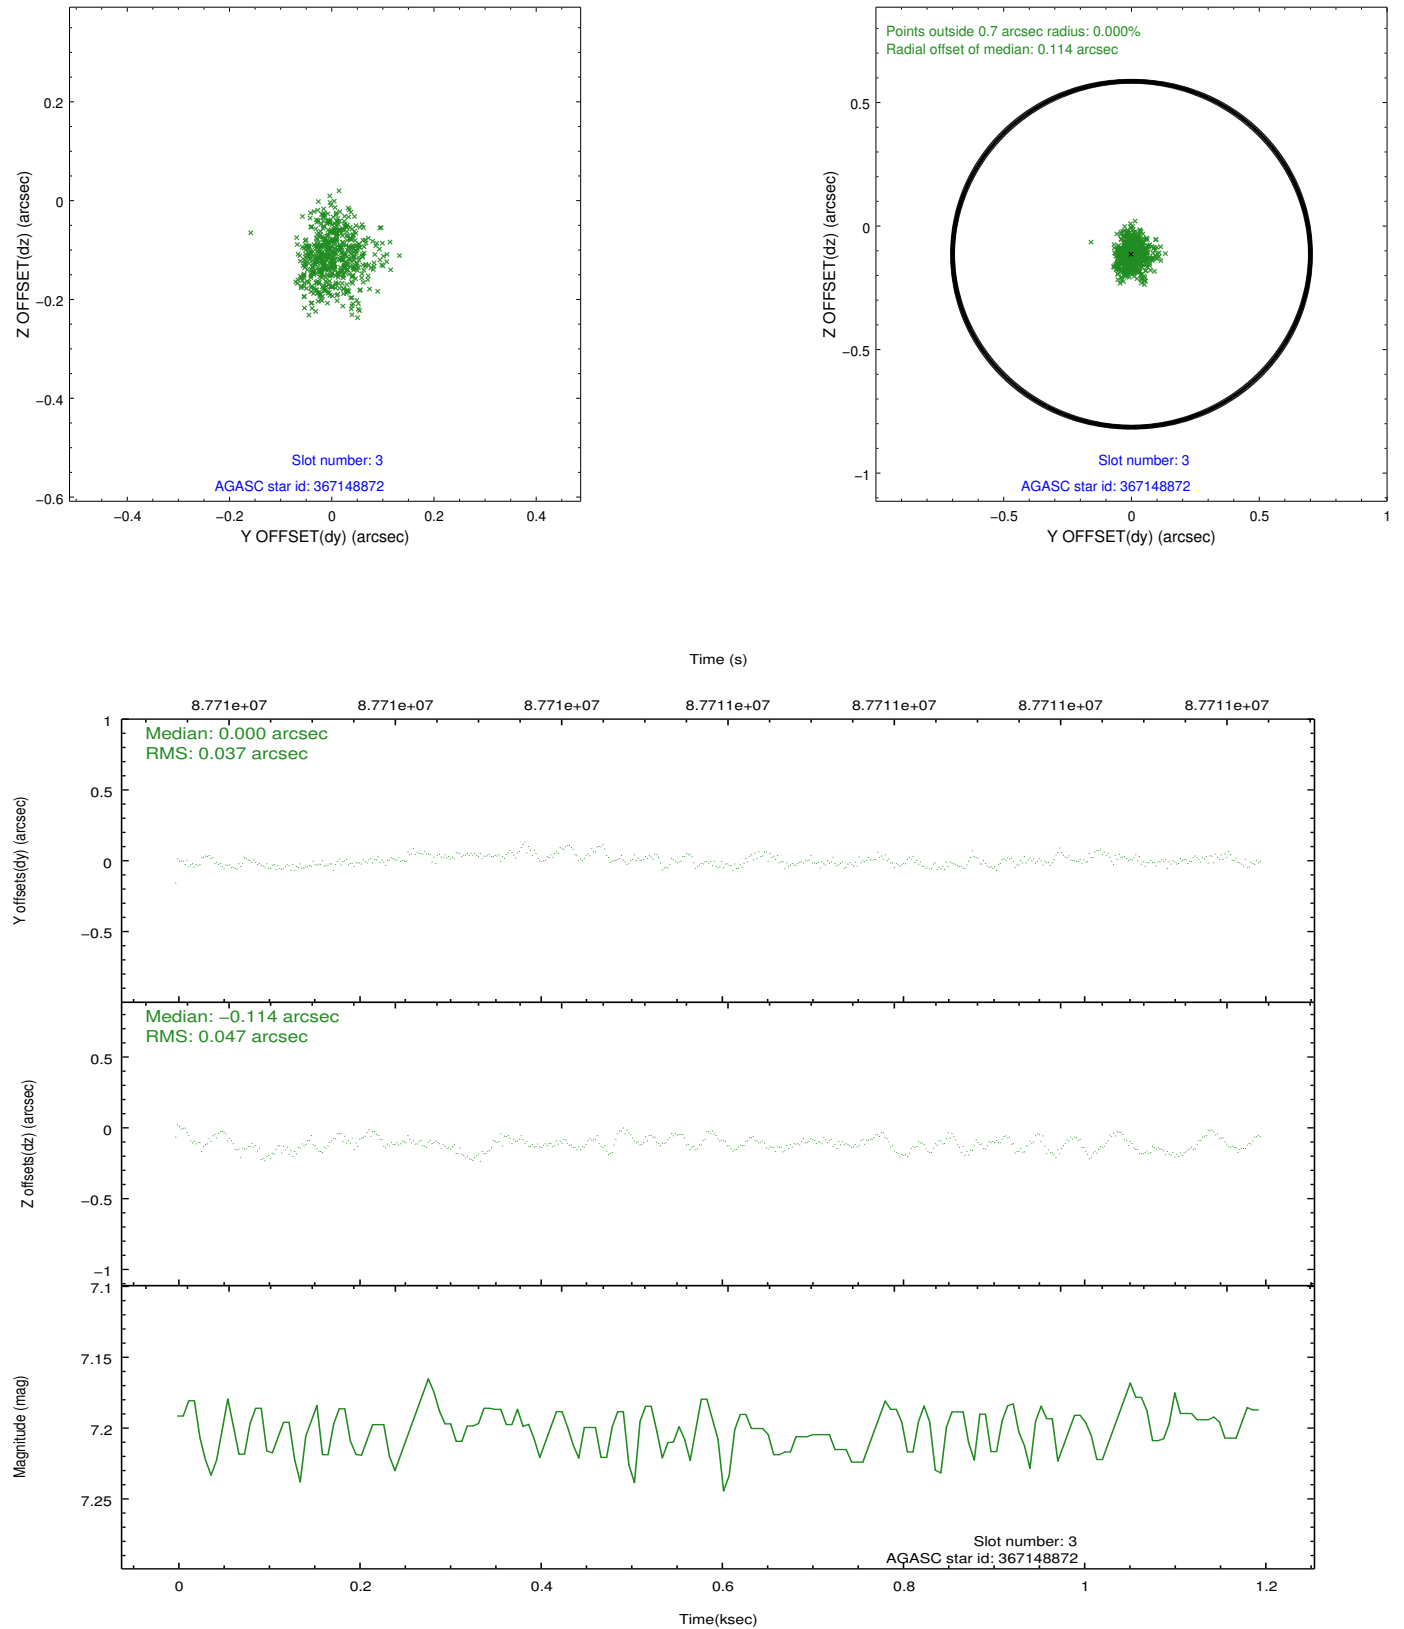 0.2
0
−0.2
−0.4
−0.6
Z OFFSET(dz) (arcsec)
Slot number: 3
AGASC star id: 367148872
−0.4 −0.2 0 0.2 0.4
Y OFFSET(dy) (arcsec)
Points outside 0.7 arcsec radius: 0.000%
Radial offset of median: 0.114 arcsec
0.5
0
−0.5
−1
Z OFFSET(dz) (arcsec)
Slot number: 3
AGASC star id: 367148872
−0.5 0 0.5 1
Y OFFSET(dy) (arcsec)
Time (s)
8.771e+07 8.771e+07 8.771e+07 8.7711e+07 8.7711e+07 8.7711e+07 8.7711e+07
Median: 0.000 arcsec
RMS: 0.037 arcsec
1
0.5
0
−0.5
Y offsets(dy) (arcsec)
Median: −0.114 arcsec
RMS: 0.047 arcsec
0.5
0
−0.5
−1
Z offsets(dz) (arcsec)
7.1
7.15
7.2
7.25
Magnitude (mag)
Slot number: 3
AGASC star id: 367148872
0 0.2 0.4 0.6 0.8 1 1.2
Time(ksec)